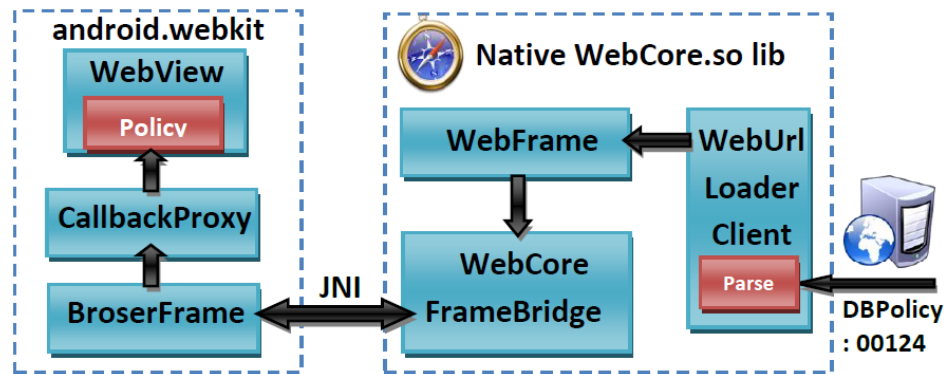 android.webkit
WebView
Policy
CallbackProxy
BroserFrame
JNI
Native WebCore.so lib
WebFrame
WebCore
FrameBridge
WebUrl
Loader
Client
Parse
DBPolicy
: 00124